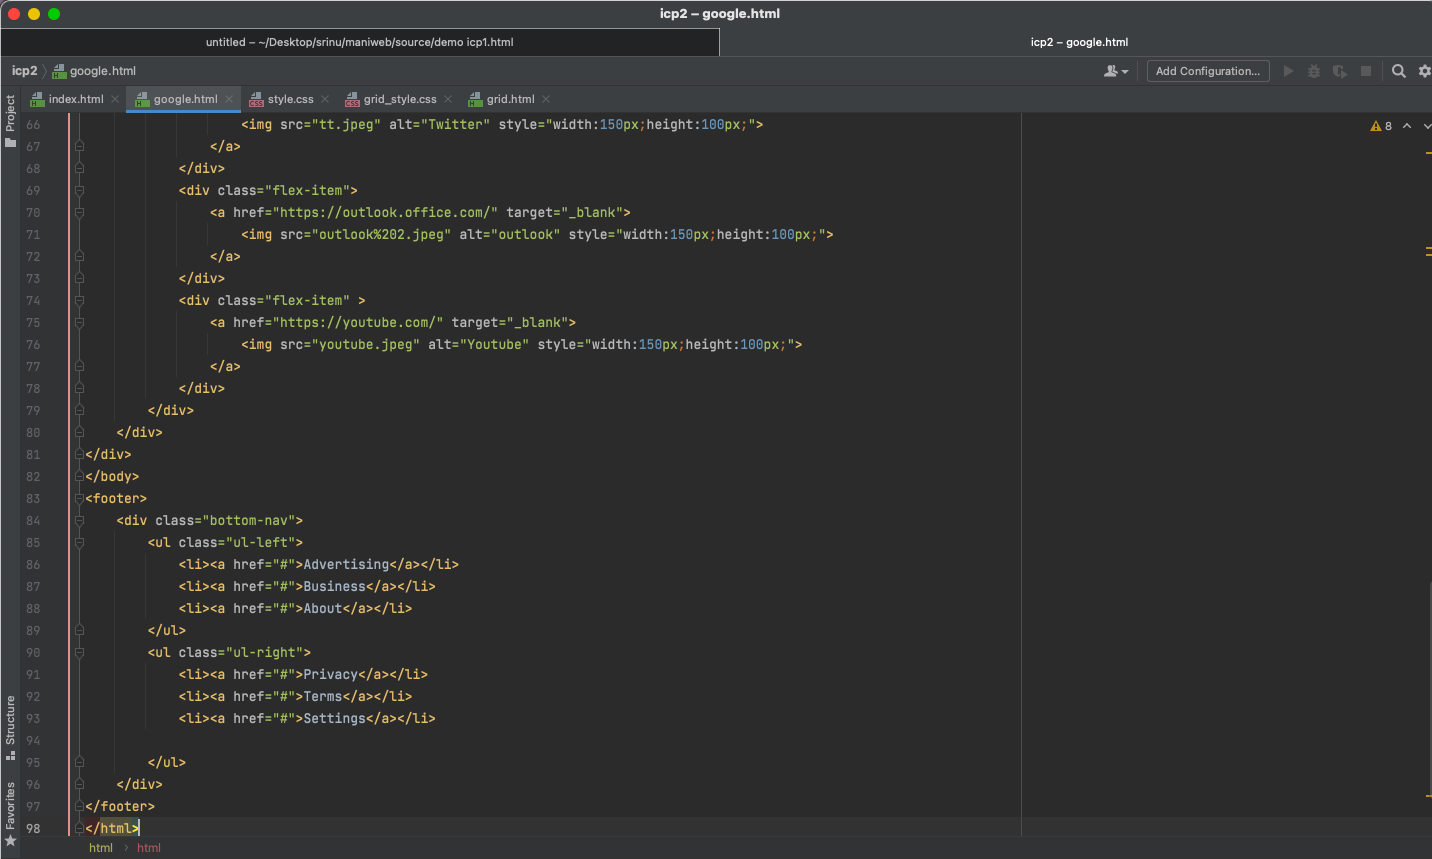 icp2 – google.html
untitled – ~/Desktop/srinu/maniweb/source/demo icp1.html
icp2 – google.html
icp2 google.html
Add Configuration...
index.html
google.html
style.css
grid_style.css
grid.html
Project
8
66 <img src="tt.jpeg" alt="Twitter" style="width:150px;height:100px;">
67 </a>
68 </div>
69 <div class="flex-item">
70 <a href="https://outlook.office.com/" target="_blank">
71 <img src="outlook%202.jpeg" alt="outlook" style="width:150px;height:100px;">
72 </a>
73 </div>
74 <div class="flex-item" >
75 <a href="https://youtube.com/" target="_blank">
76 <img src="youtube.jpeg" alt="Youtube" style="width:150px;height:100px;">
77 </a>
78 </div>
79 </div>
80 </div>
81 </div>
82 </body>
83 <footer>
84 <div class="bottom-nav">
85 <ul class="ul-left">
86 <li><a href="#">Advertising</a></li>
87 <li><a href="#">Business</a></li>
88 <li><a href="#">About</a></li>
89 </ul>
90 <ul class="ul-right">
91 <li><a href="#">Privacy</a></li>
92 <li><a href="#">Terms</a></li>
93 <li><a href="#">Settings</a></li>
94
95 </ul>
96 </div>
97 </footer>
98 </html>
Structure
Favorites
html html